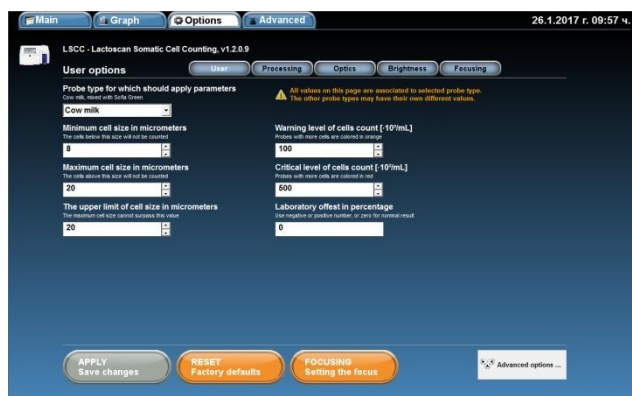 Main
Graph
Options
Advanced
26.1.2017 г. 09:57 ч.
LSCC - Lactoscan Somatic Cell Counting, v1.2.0.9
User options
User
Processing
Optics
Brightness
Focusing
Probe type for which should apply parameters
Cow milk, mixed with Sofia Green
Cow milk
All values on this page are associated to selected probe type.
The other probe types may have their own different values.
Minimum cell size in micrometers
The cells below this size will not be counted
8
Warning level of cells count [·10³/mL]
Probes with more cells are colored in orange
100
Maximum cell size in micrometers
The cells above this size will not be counted
20
Critical level of cells count [·10³/mL]
Probes with more cells are colored in red
500
The upper limit of cell size in micrometers
The maximum cell size cannot surpass this value
20
Laboratory offest in percentage
Use negative or positive number, or zero for nominal result
0
APPLY
Save changes
RESET
Factory defaults
FOCUSING
Setting the focus
Advanced options ...